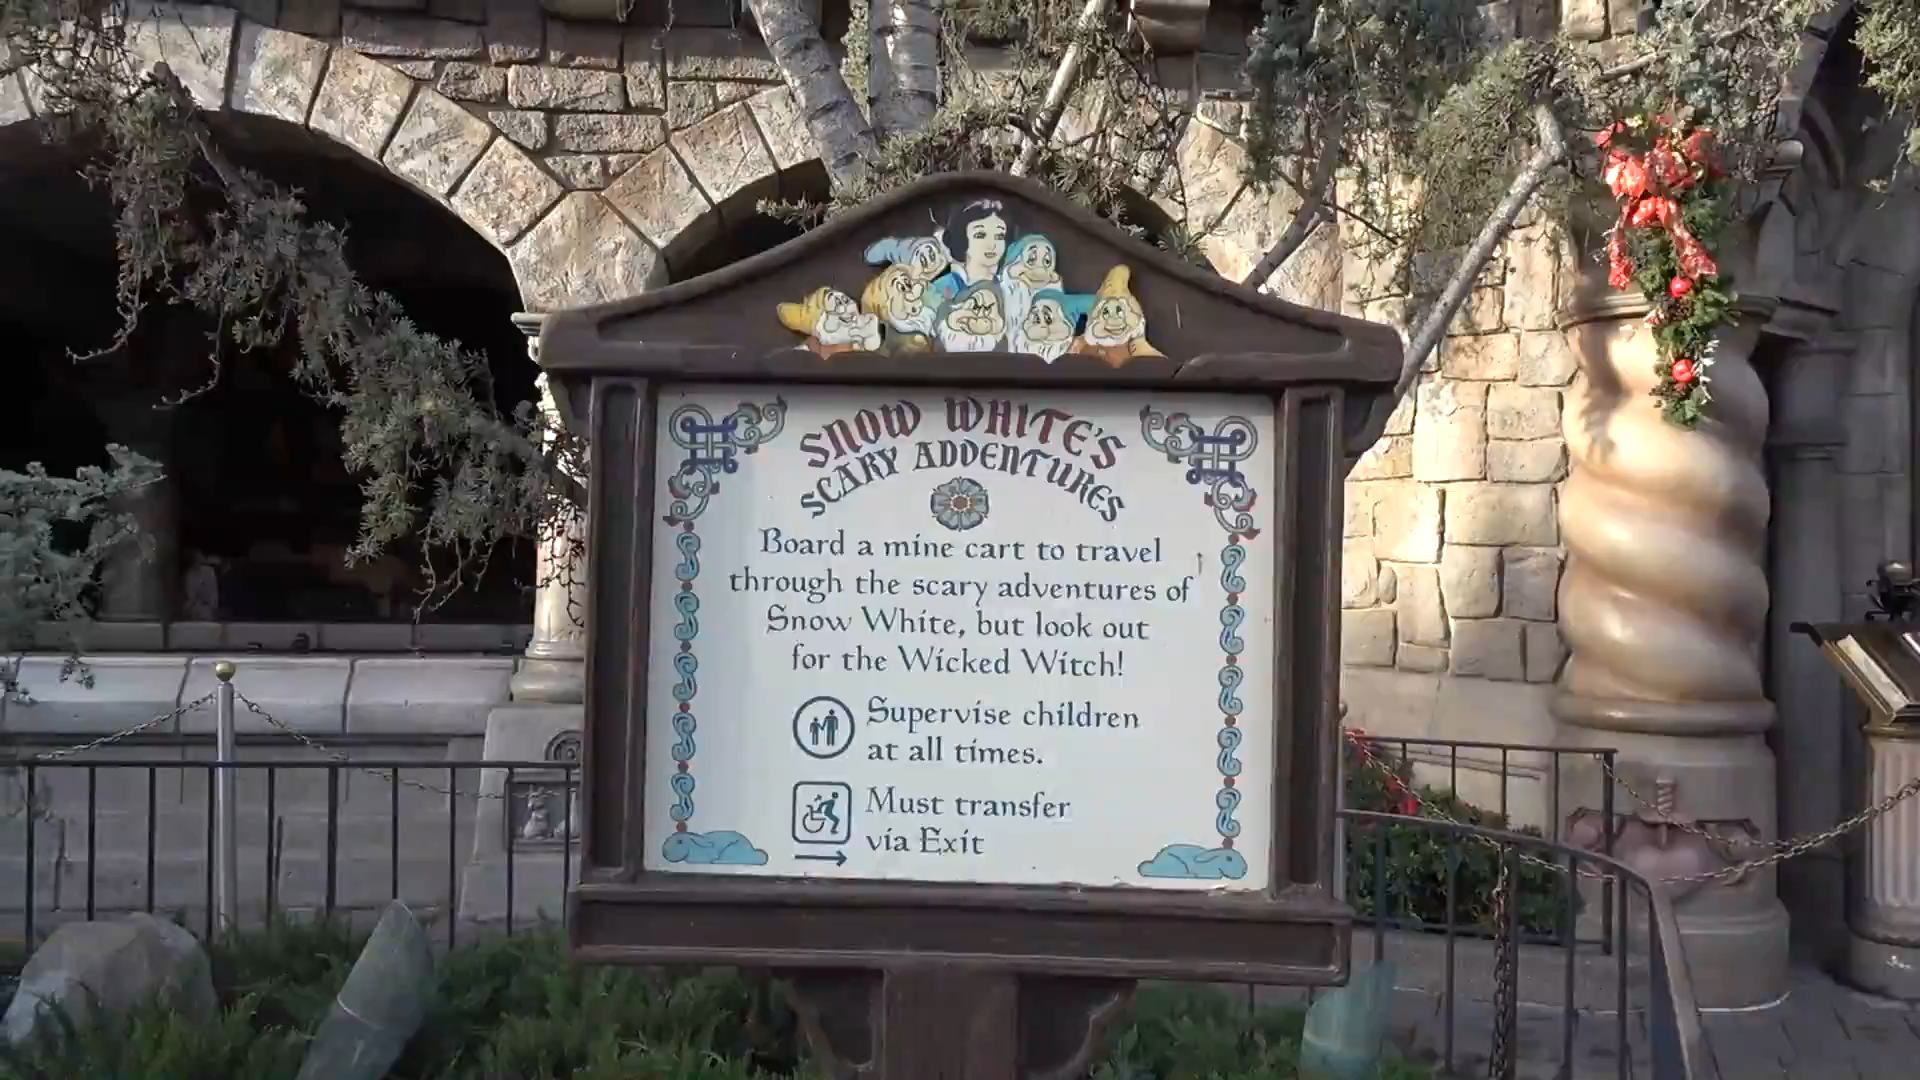 SNOW WHITE'S
SCARY ADVENTURES
Board a mine cart to travel
through the scary adventures of
Snow White, but look out
for the Wicked Witch!
Supervise children
at all times.
Must transfer
via Exit